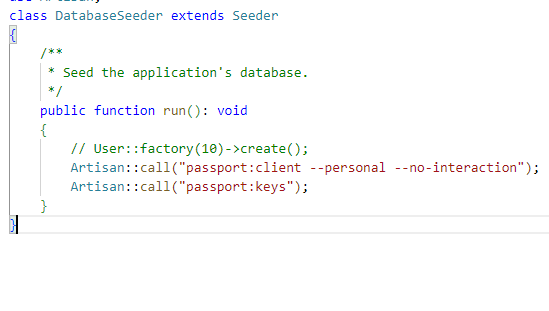 class DatabaseSeeder extends Seeder
{
/**
* Seed the application's database.
*/
public function run(): void
{
// User::factory(10)->create();
Artisan::call("passport:client --personal --no-interaction");
Artisan::call("passport:keys");
}
}